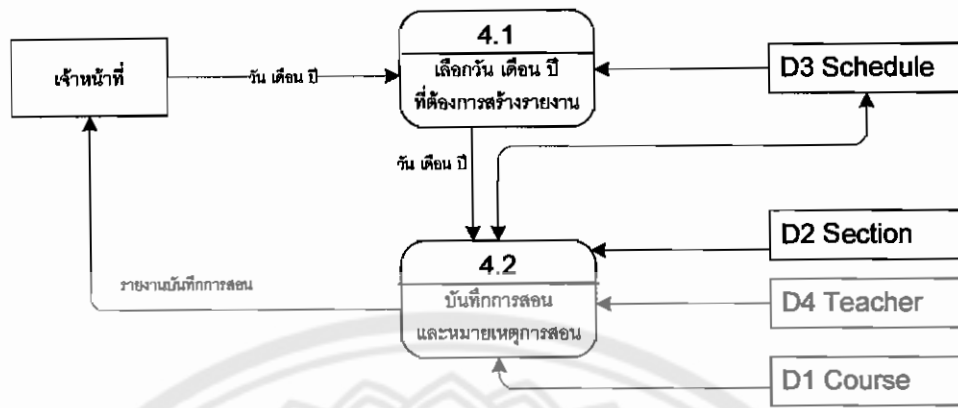 4.1
เจ้าหน้าที่
วัน เดือน ปี
เลือกวัน เดือน ปี
ที่ต้องการสร้างรายงาน
D3 Schedule
วัน เดือน ปี
D2 Section
4.2
รายงานบันทึกการสอน
บันทึกการสอน
และหมายเหตุการสอน
D4 Teacher
D1 Course